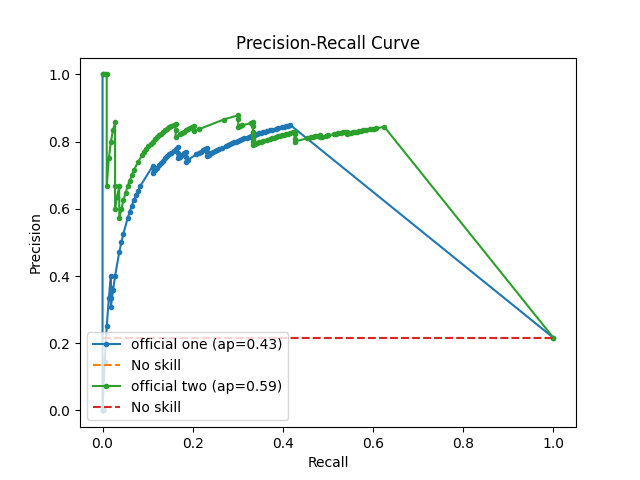 Precision-Recall Curve
1.0
0.8
0.6
0.4
0.2
0.0
Precision
official one (ap=0.43)
No skill
official two (ap=0.59)
No skill
0.0 0.2 0.4 0.6 0.8 1.0
Recall